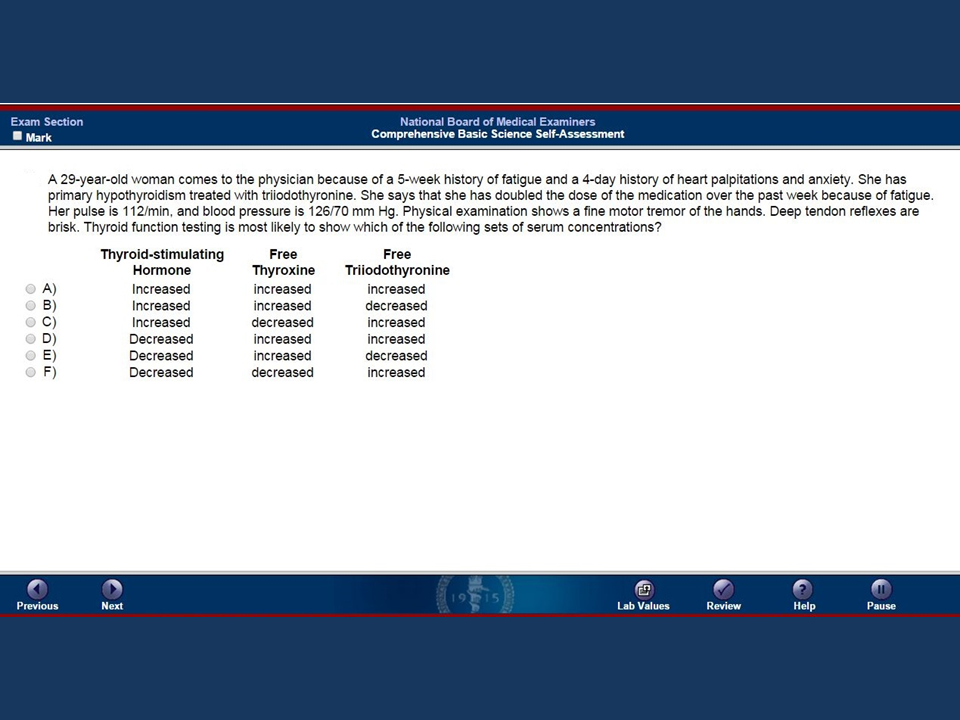 Exam Section
Mark
National Board of Medical Examiners
Comprehensive Basic Science Self-Assessment
A 29-year-old woman comes to the physician because of a 5-week history of fatigue and a 4-day history of heart palpitations and anxiety. She has
primary hypothyroidism treated with triiodothyronine. She says that she has doubled the dose of the medication over the past week because of fatigue.
Her pulse is 112/min, and blood pressure is 126/70 mm Hg. Physical examination shows a fine motor tremor of the hands. Deep tendon reflexes are
brisk. Thyroid function testing is most likely to show which of the following sets of serum concentrations?
Thyroid-stimulating Free Free
Hormone Thyroxine Triiodothyronine
A) Increased increased increased
B) Increased increased decreased
C) Increased decreased increased
D) Decreased increased increased
E) Decreased increased decreased
F) Decreased decreased increased
1915
Previous Next Lab Values Review Help Pause